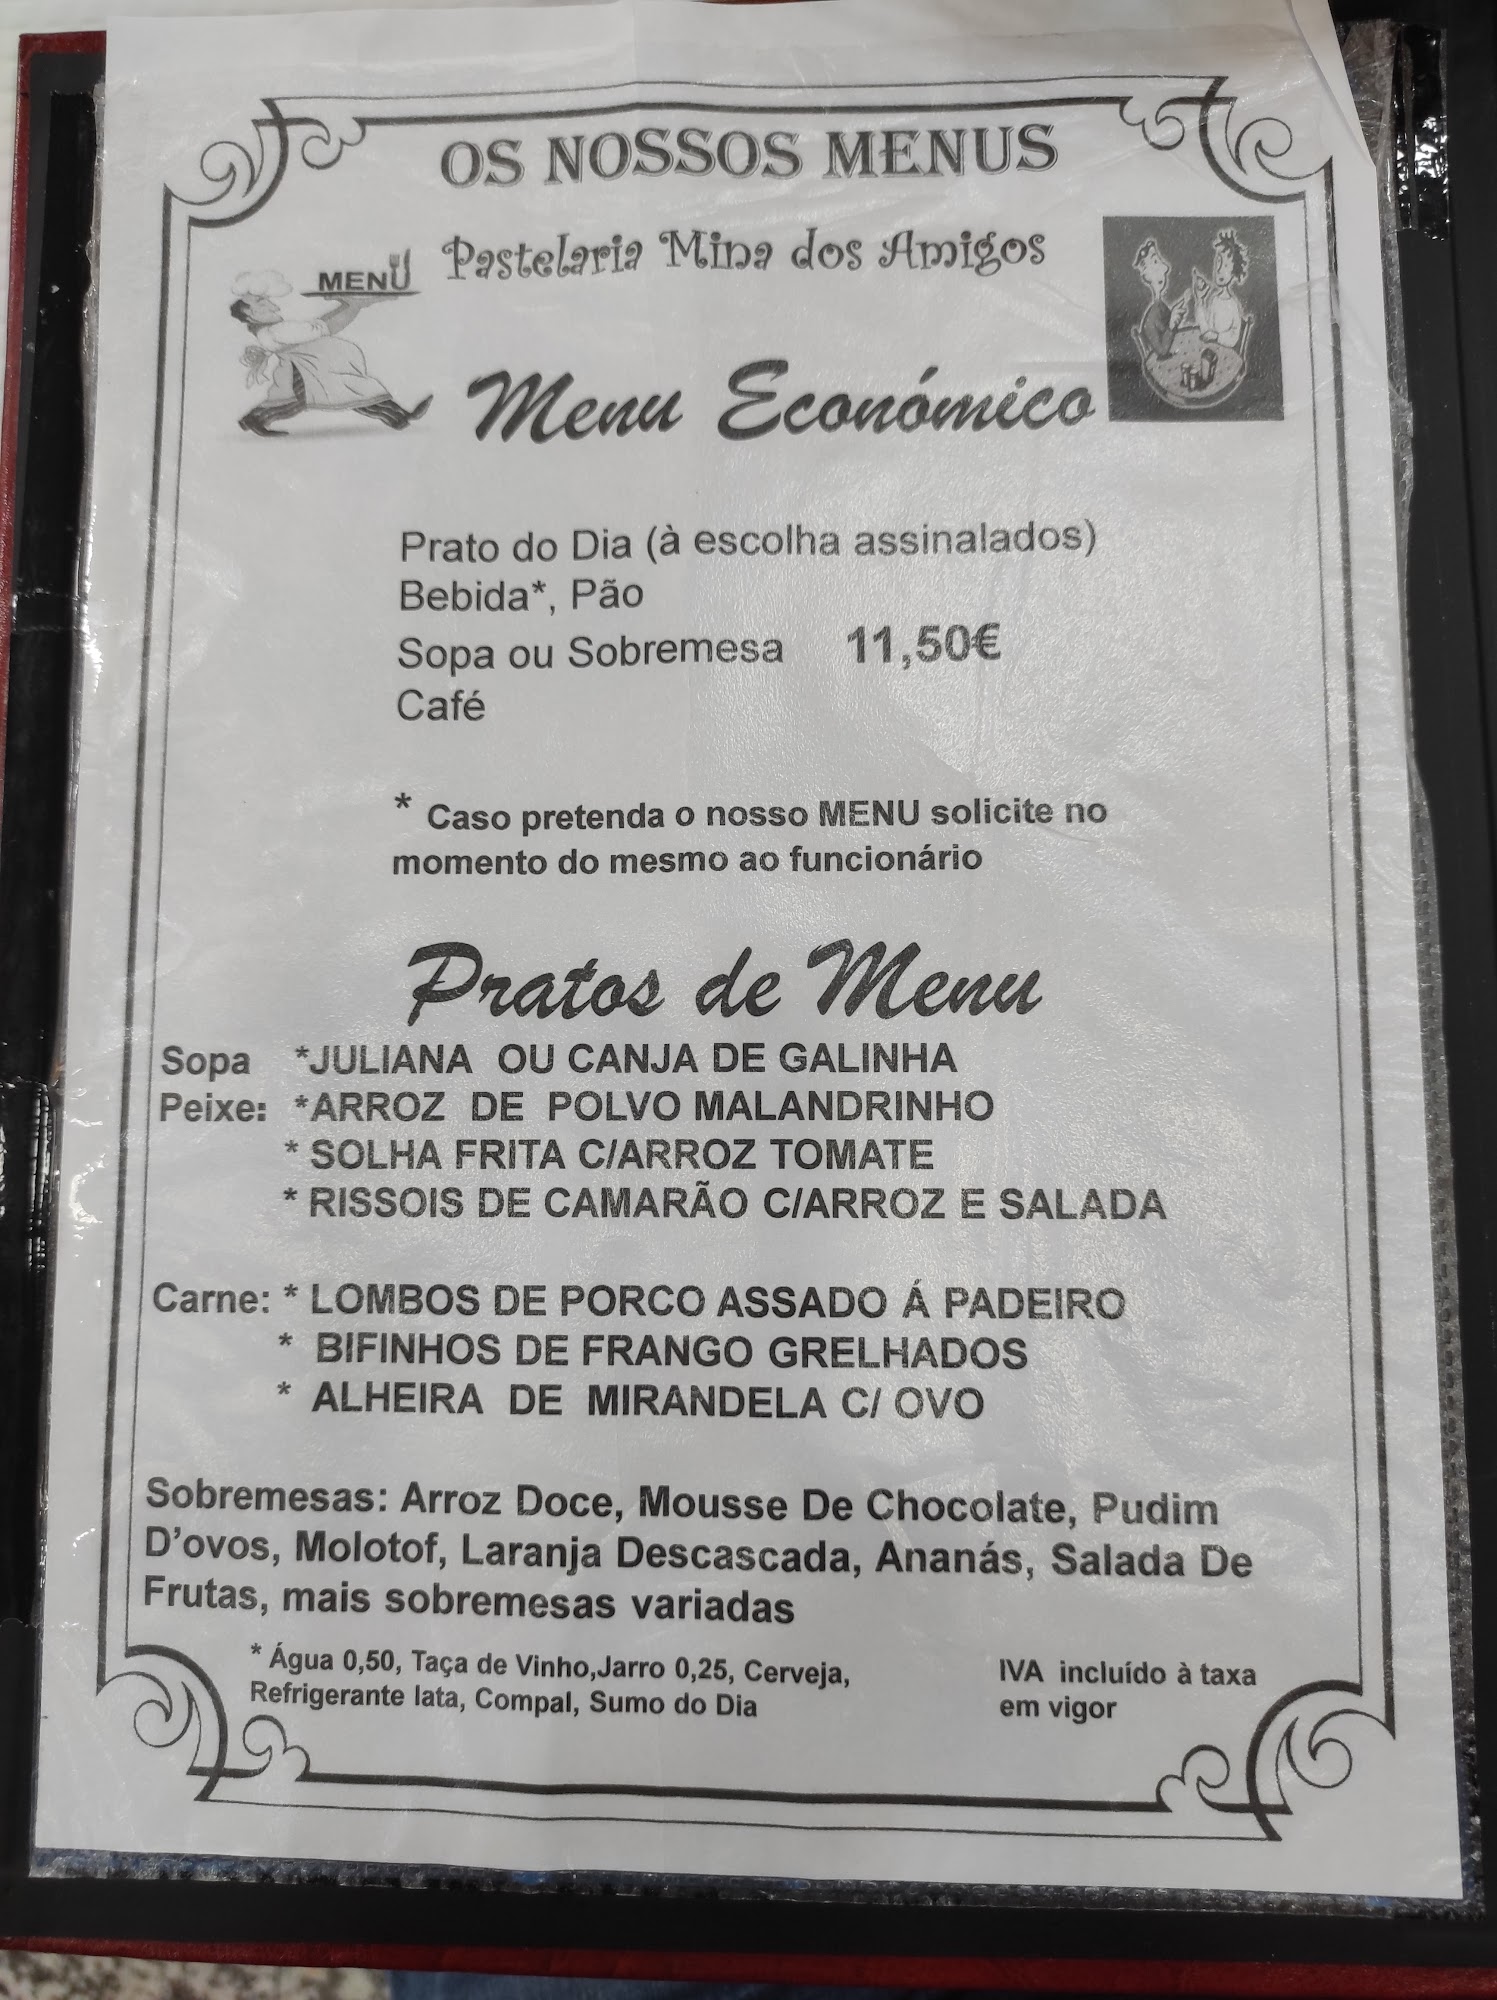 OS NOSSOS MENUS
Pastelaria Mina dos Amigos
MENU
Menu Económico
Prato do Dia (à escolha assinalados)
Bebida*, Pão
Sopa ou Sobremesa 11,50€
Café
* Caso pretenda o nosso MENU solicite no
momento do mesmo ao funcionário
Pratos de Menu
Sopa *JULIANA OU CANJA DE GALINHA
Peixe: *ARROZ DE POLVO MALANDRINHO
* SOLHA FRITA C/ARROZ TOMATE
* RISSOIS DE CAMARÃO C/ARROZ E SALADA
Carne: * LOMBOS DE PORCO ASSADO Á PADEIRO
* BIFINHOS DE FRANGO GRELHADOS
* ALHEIRA DE MIRANDELA C/ OVO
Sobremesas: Arroz Doce, Mousse De Chocolate, Pudim
D’ovos, Molotof, Laranja Descascada, Ananás, Salada De
Frutas, mais sobremesas variadas
* Água 0,50, Taça de Vinho,Jarro 0,25, Cerveja,
Refrigerante lata, Compal, Sumo do Dia
IVA incluído à taxa
em vigor